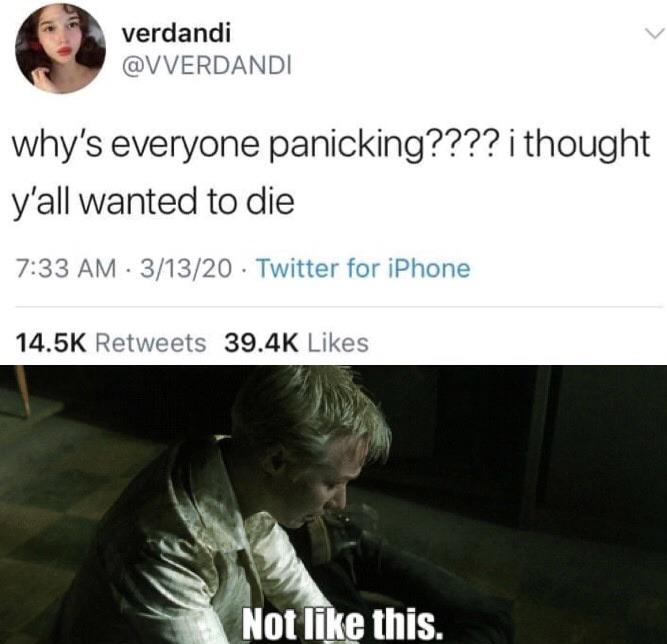 verdandi
@VVERDANDI
why's everyone panicking???? i thought
y'all wanted to die
7:33 AM · 3/13/20 · Twitter for iPhone
14.5K Retweets 39.4K Likes
Not like this.